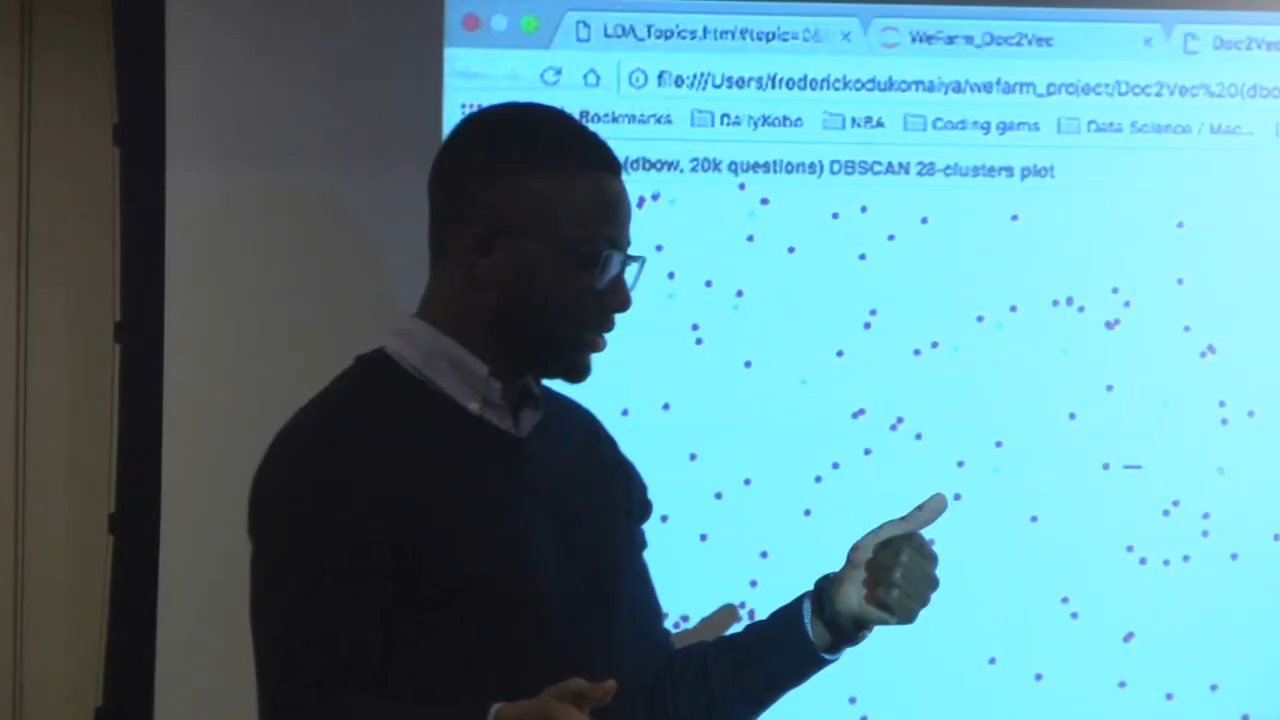 LDA_Topics.html#topic=0& WeFarm_Doc2Vec Doc2Vec
file:///Users/frederickodukomaiya/wefarm_project/Doc2Vec%20(dbo
Bookmarks DailyKobo NBA Coding gams Data Science / Mac...
(dbow, 20k questions) DBSCAN 28-clusters plot